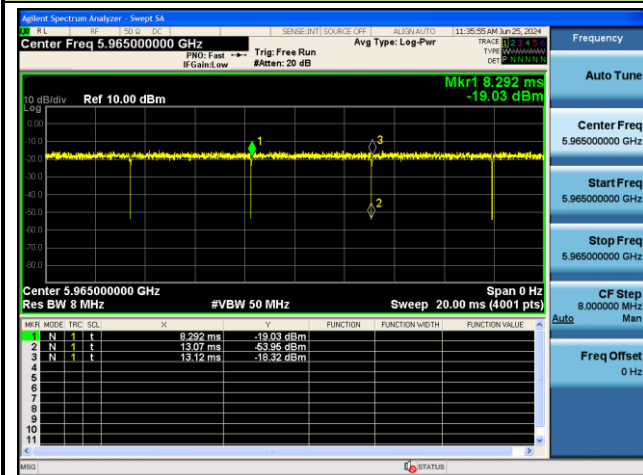 Agilent Spectrum Analyzer - Swept SA
RL RF 50 Ω DC SENSE:INT SOURCE OFF ALIGN AUTO 11:35:55 AM Jun 25, 2024
Center Freq 5.965000000 GHz
PNO: Fast Trig: Free Run Avg Type: Log-Pwr TRACE 1 2 3 4 5 6
IFGain:Low #Atten: 20 dB TYPE
DET P N N N N N
Mkr1 8.292 ms
-19.03 dBm
10 dB/div Ref 10.00 dBm
Log
0.00
-10.0
-20.0
-30.0
-40.0
-50.0
-60.0
-70.0
-80.0
1
3
2
Center 5.965000000 GHz Span 0 Hz
Res BW 8 MHz #VBW 50 MHz Sweep 20.00 ms (4001 pts)
MKR MODE TRC SCL X Y FUNCTION FUNCTION WIDTH FUNCTION VALUE
1 N 1 t 8.292 ms -19.03 dBm
2 N 1 t 13.07 ms -53.95 dBm
3 N 1 t 13.12 ms -18.32 dBm
4
5
6
7
8
9
10
11
MSG STATUS
Frequency
Auto Tune
Center Freq
5.965000000 GHz
Start Freq
5.965000000 GHz
Stop Freq
5.965000000 GHz
CF Step
8.000000 MHz
Auto Man
Freq Offset
0 Hz